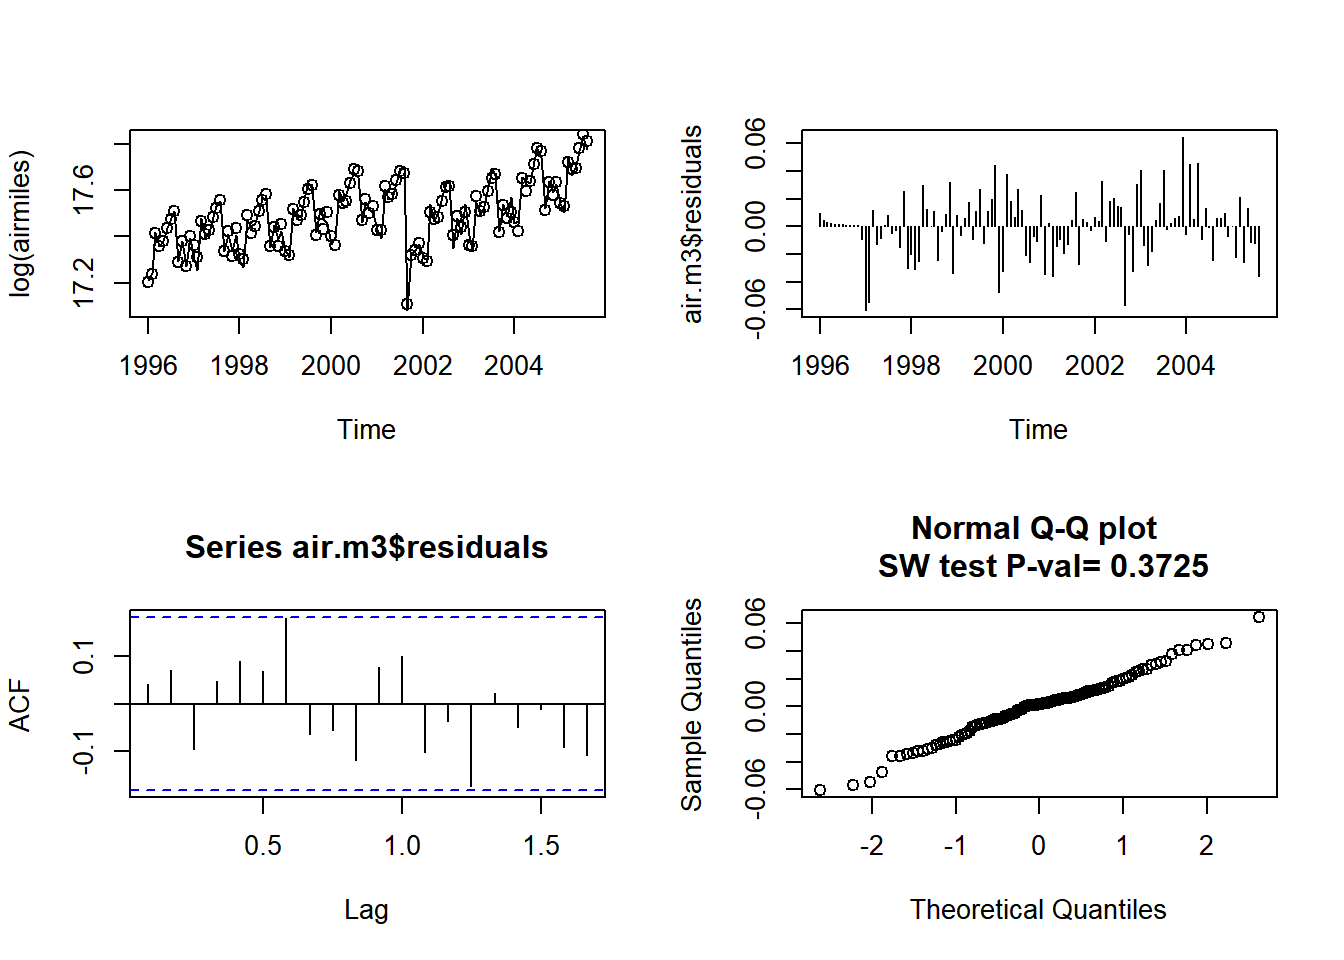 log(airmiles)
17.6
17.2
1996 1998 2000 2002 2004
Time
air.m3$residuals
0.06
0.00
-0.06
1996 1998 2000 2002 2004
Time
Series air.m3$residuals
ACF
0.1
-0.1
0.5 1.0 1.5
Lag
Normal Q-Q plot
SW test P-val= 0.3725
Sample Quantiles
0.06
0.00
-0.06
-2 -1 0 1 2
Theoretical Quantiles